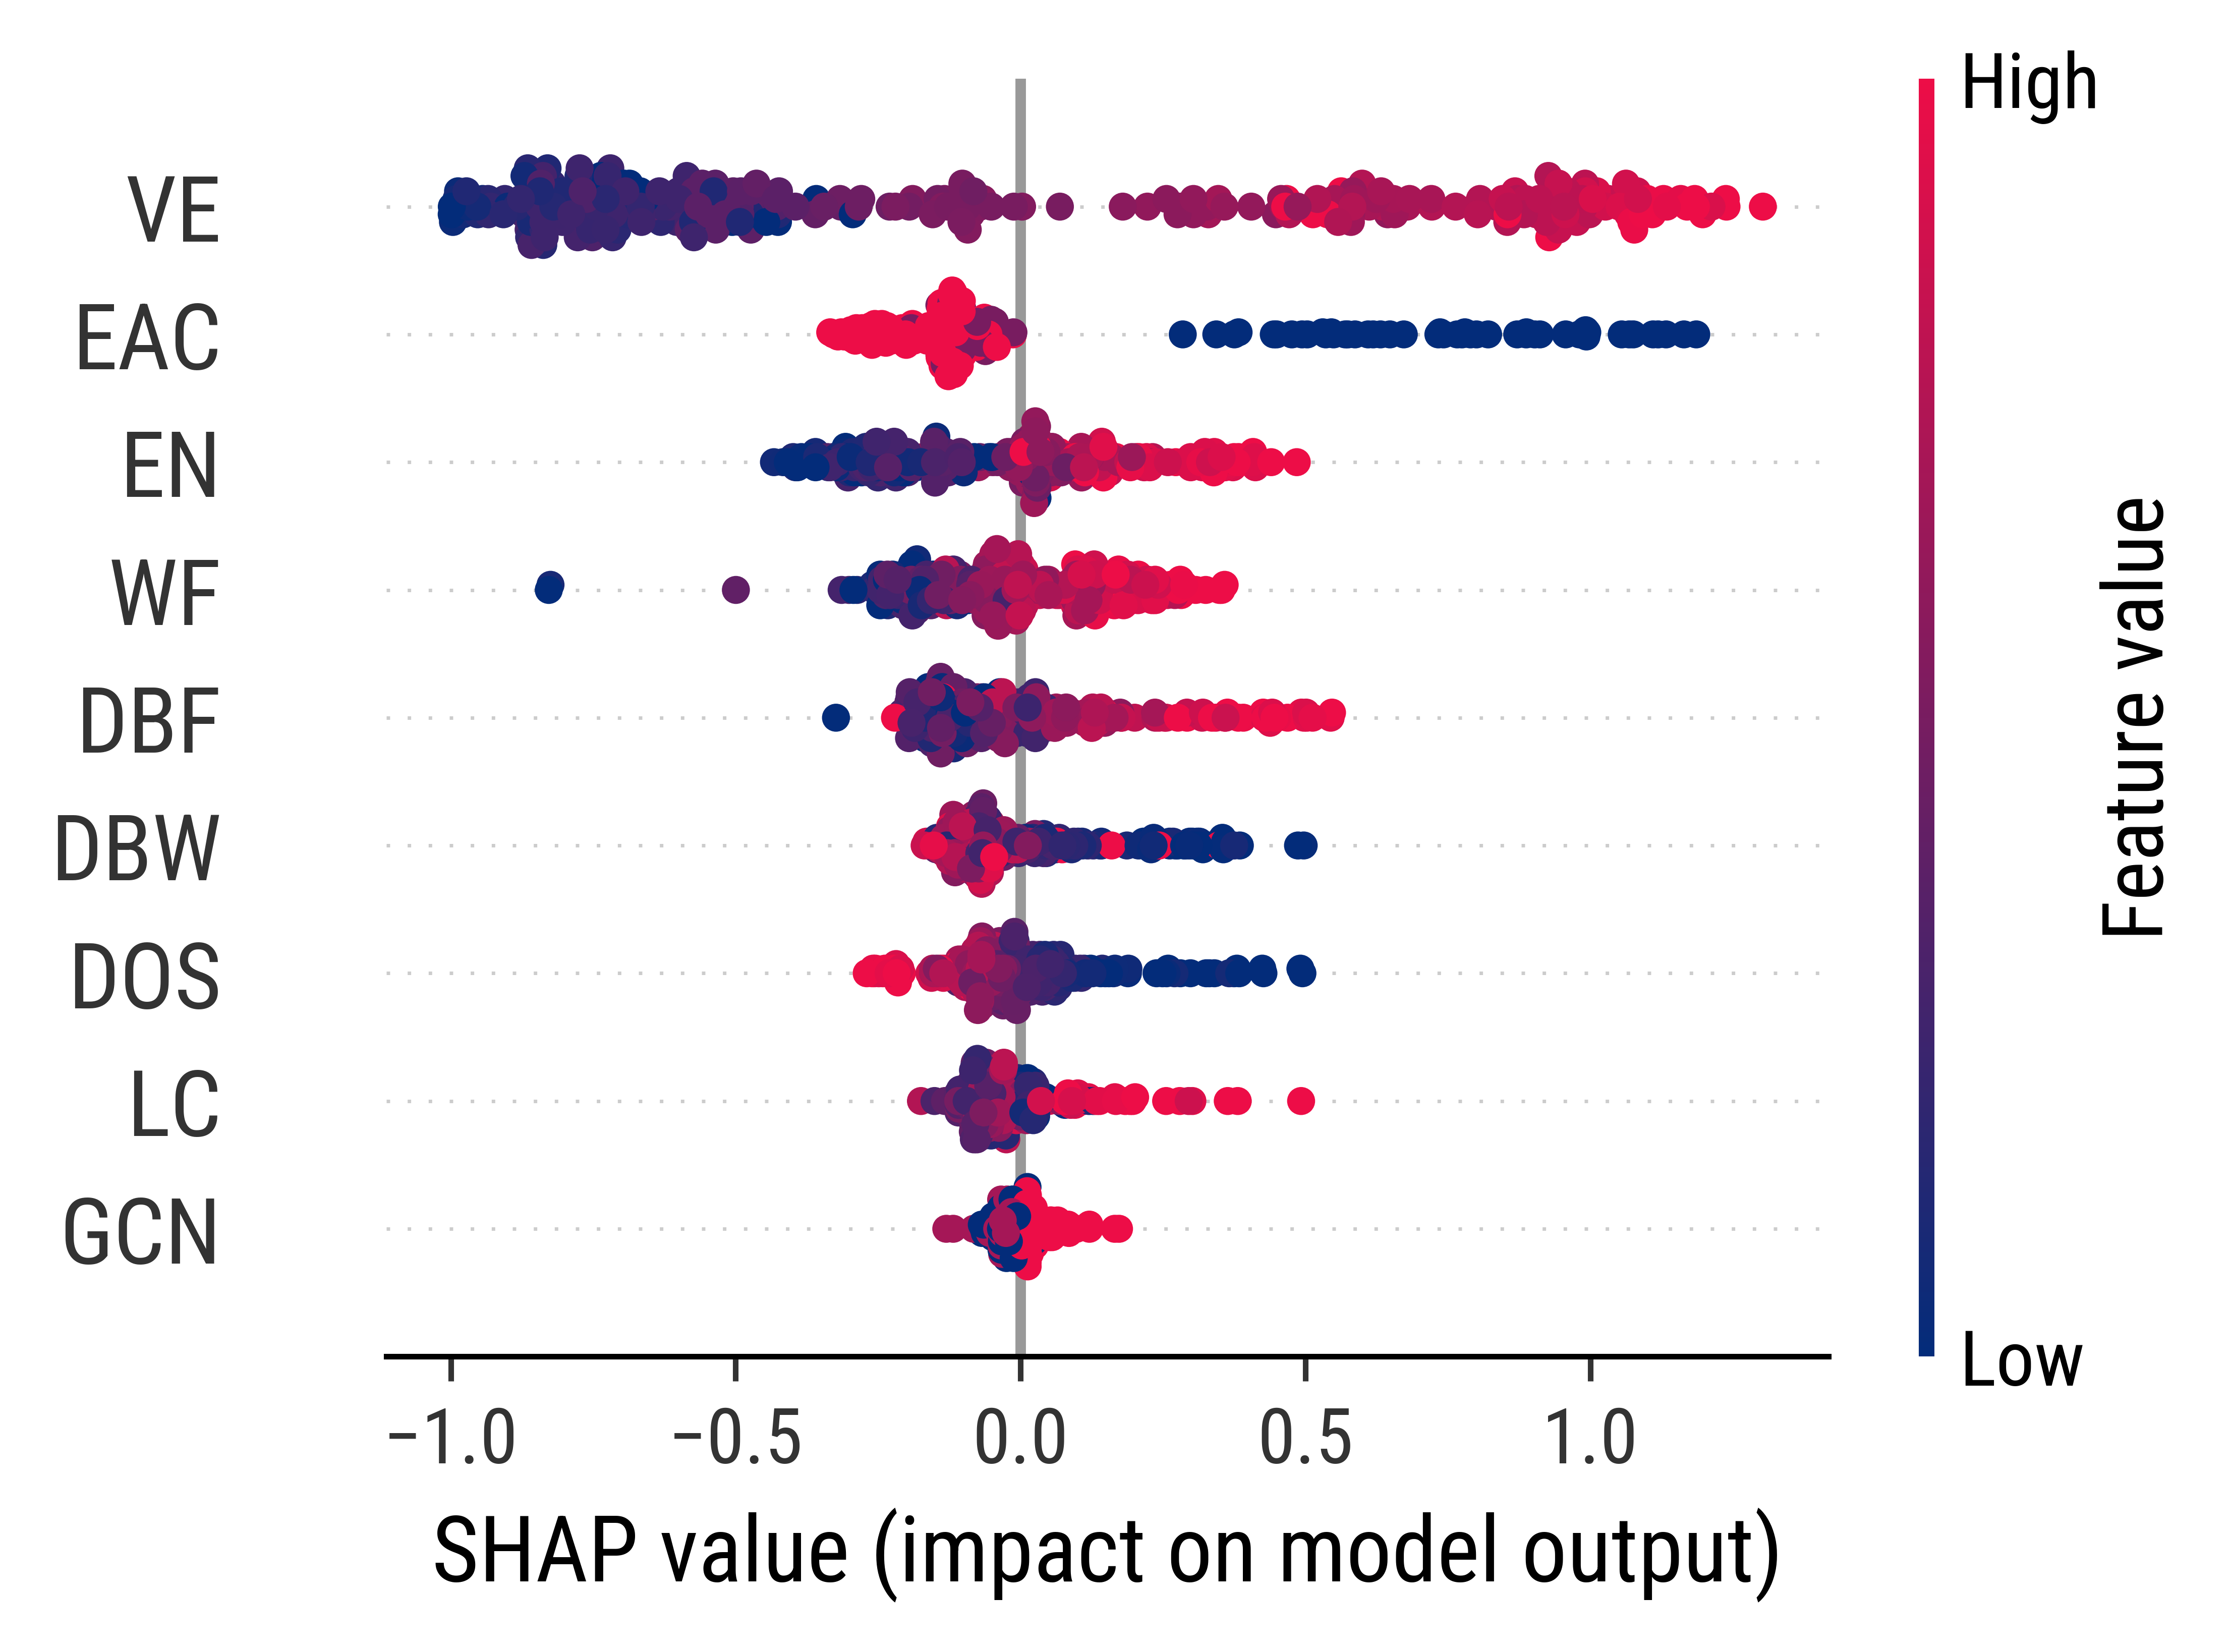 High
VE
EAC
EN
WF
DBF
DBW
DOS
LC
GCN
Feature value
Low
−1.0 −0.5 0.0 0.5 1.0
SHAP value (impact on model output)